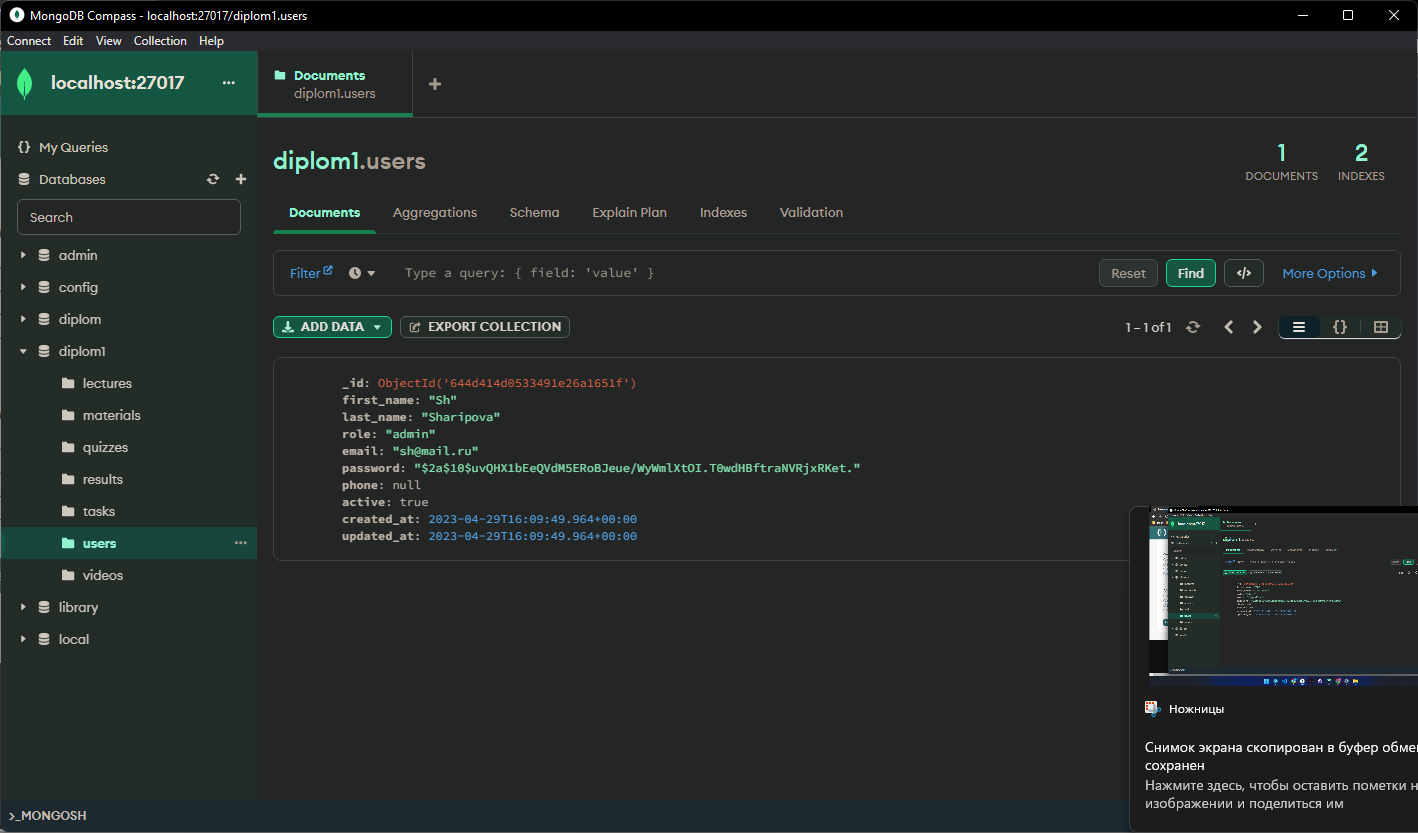 MongoDB Compass - localhost:27017/diplom1.users
Connect Edit View Collection Help
localhost:27017
Documents
diplom1.users
My Queries
Databases
Search
admin
config
diplom
diplom1
lectures
materials
quizzes
results
tasks
users
videos
library
local
diplom1.users
1
DOCUMENTS
2
INDEXES
Documents Aggregations Schema Explain Plan Indexes Validation
Filter Type a query: { field: 'value' } Reset Find </> More Options
ADD DATA EXPORT COLLECTION 1 – 1 of 1 {}
_id: ObjectId('644d414d0533491e26a1651f')
first_name: "Sh"
last_name: "Sharipova"
role: "admin"
email: "sh@mail.ru"
password: "$2a$10$uvQHX1bEeQVdM5ERoBJeue/WyWmlXtOI.T0wdHBftraNVRjxRKet."
phone: null
active: true
created_at: 2023-04-29T16:09:49.964+00:00
updated_at: 2023-04-29T16:09:49.964+00:00
Ножницы
Снимок экрана скопирован в буфер обме
сохранен
Нажмите здесь, чтобы оставить пометки н
изображении и поделиться им
>_MONGOSH